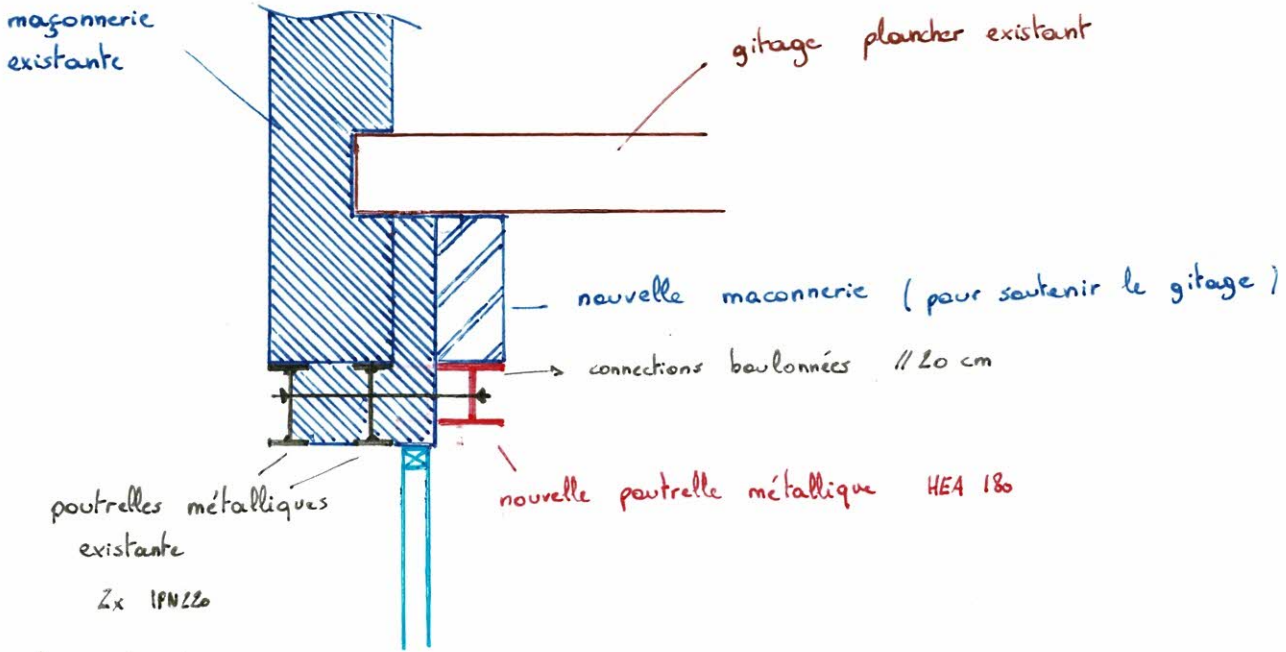 maçonnerie
existante
gitage plancher existant
nouvelle maconnerie (pour soutenir le gitage)
connections boulonnées // 20 cm
nouvelle poutrelle métallique HEA 180
poutrelles métalliques
existante
2x IPN220